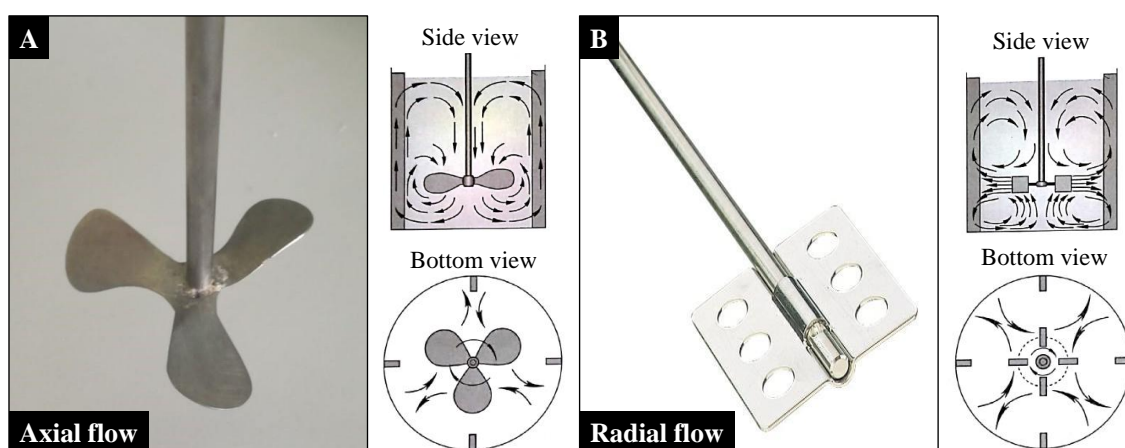 A
Side view
Bottom view
Axial flow
B
Side view
Bottom view
Radial flow